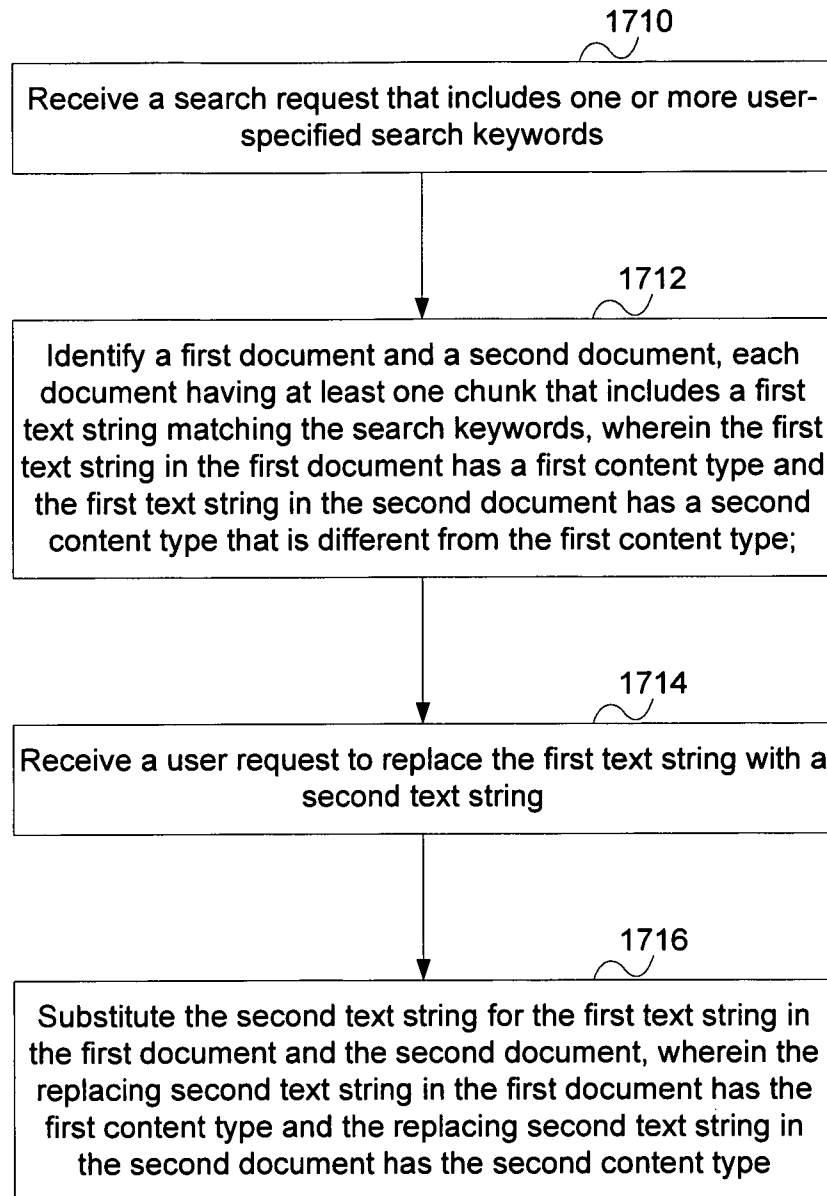 1710
Receive a search request that includes one or more user-
specified search keywords
1712
Identify a first document and a second document, each
document having at least one chunk that includes a first
text string matching the search keywords, wherein the first
text string in the first document has a first content type and
the first text string in the second document has a second
content type that is different from the first content type;
1714
Receive a user request to replace the first text string with a
second text string
1716
Substitute the second text string for the first text string in
the first document and the second document, wherein the
replacing second text string in the first document has the
first content type and the replacing second text string in
the second document has the second content type